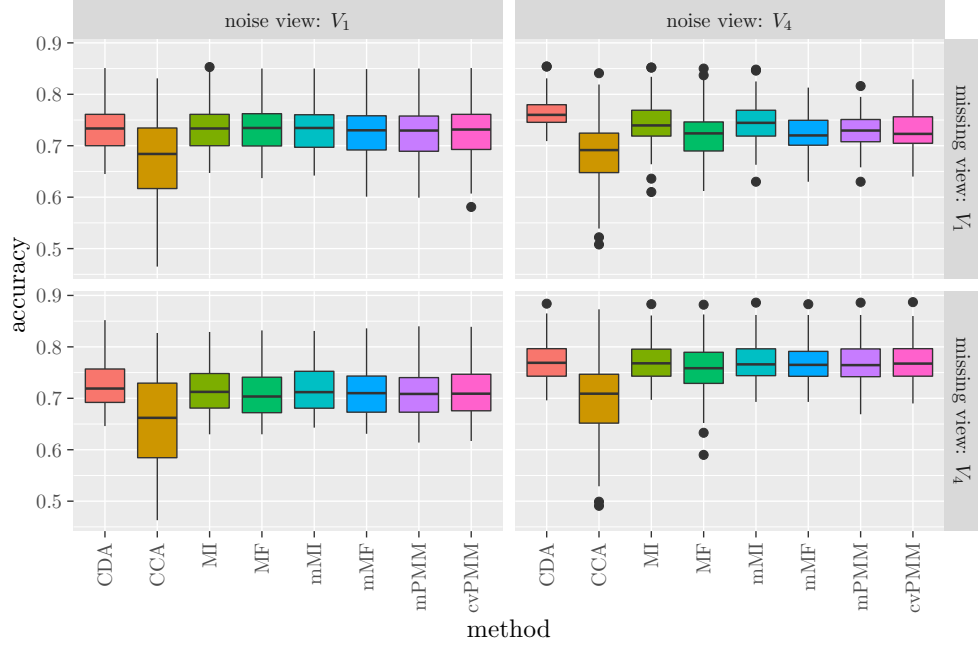 noise view: V₁
noise view: V₄
0.9
0.8
0.7
0.6
0.5
missing view: V₁
accuracy
0.9
0.8
0.7
0.6
0.5
missing view: V₄
CDA
CCA
MI
MF
mMI
mMF
mPMM
cvPMM
CDA
CCA
MI
MF
mMI
mMF
mPMM
cvPMM
method